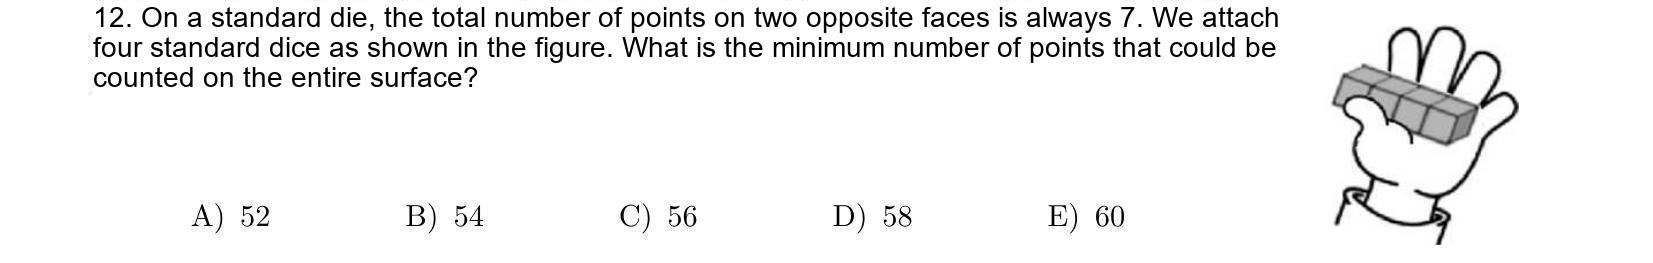 12. On a standard die, the total number of points on two opposite faces is always 7. We attach
four standard dice as shown in the figure. What is the minimum number of points that could be
counted on the entire surface?
A) 52 B) 54 C) 56 D) 58 E) 60